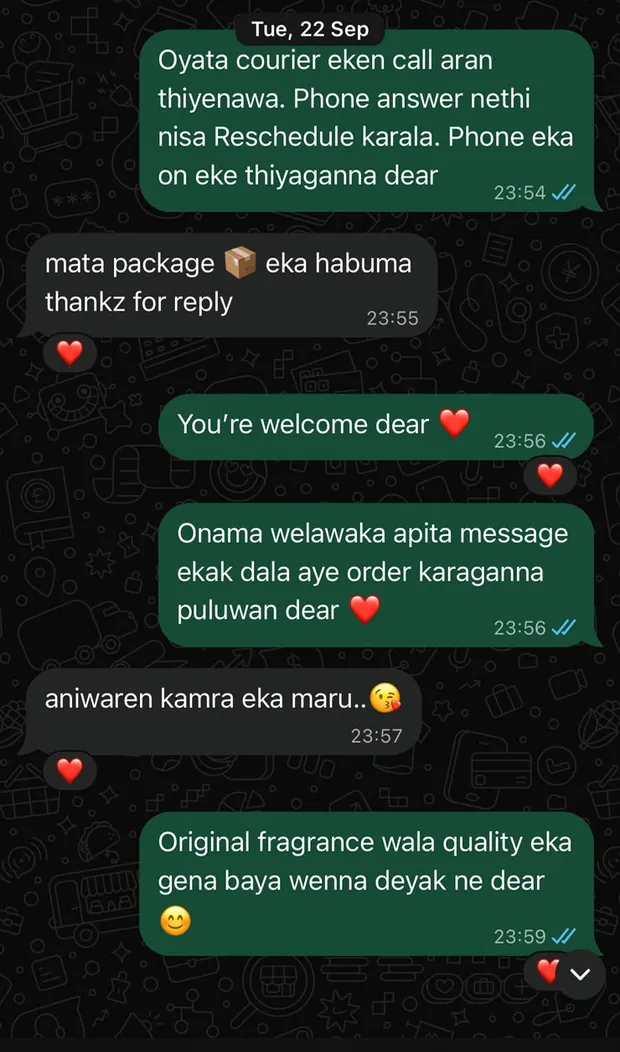 Tue, 22 Sep
Oyata courier eken call aran
thiyenawa. Phone answer nethi
nisa Reschedule karala. Phone eka
on eke thiyaganna dear
23:54
mata package 📦 eka habuma
thankz for reply
23:55
You’re welcome dear ❤️
23:56
Onama welawaka apita message
ekak dala aye order karaganna
puluwan dear ❤️
23:56
aniwaren kamra eka maru..😘
23:57
Original fragrance wala quality eka
gena baya wenna deyak ne dear
😊
23:59